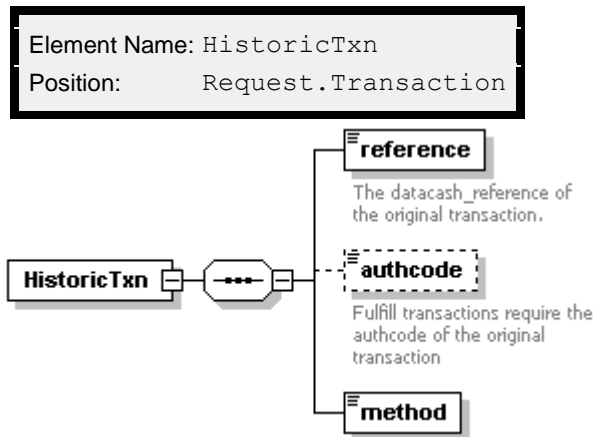 Element Name: HistoricTxn
Position: Request.Transaction
reference
The datacash_reference of
the original transaction.
HistoricTxn
authcode
Fulfill transactions require the
authcode of the original
transaction
method